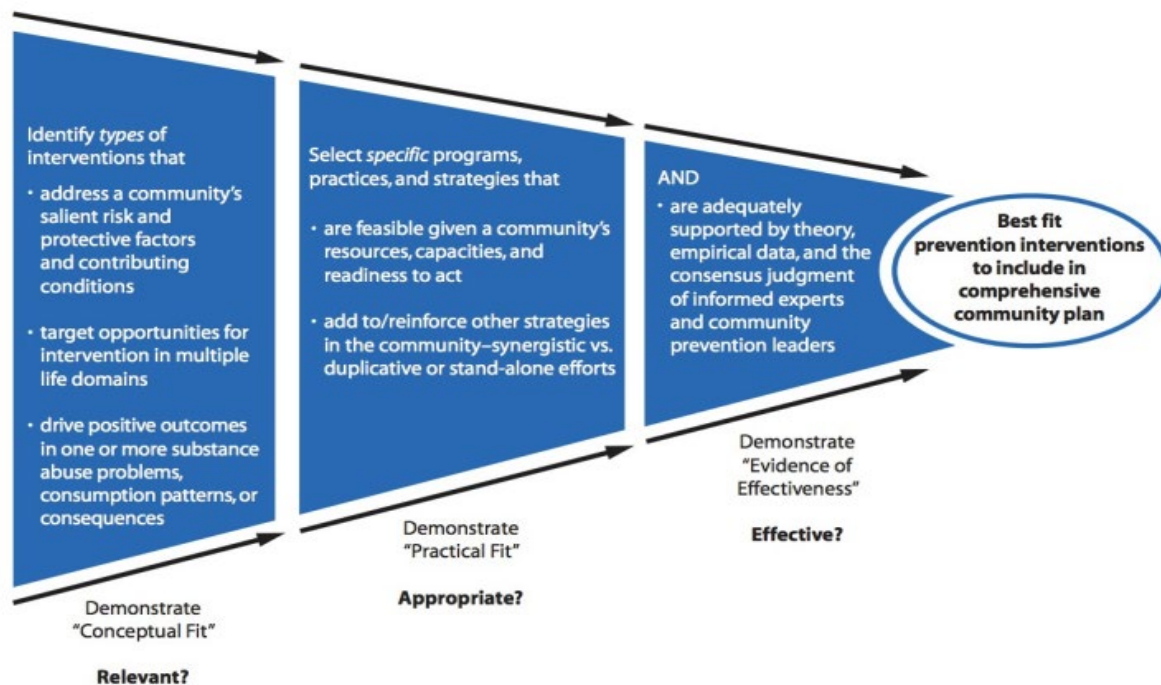 Identify types of
interventions that
• address a community's
salient risk and
protective factors
and contributing
conditions
• target opportunities for
intervention in multiple
life domains
• drive positive outcomes
in one or more substance
abuse problems,
consumption patterns, or
consequences
Demonstrate
"Conceptual Fit"
Relevant?
Select specific programs,
practices, and strategies that
• are feasible given a community's
resources, capacities, and
readiness to act
• add to/reinforce other strategies
in the community–synergistic vs.
duplicative or stand-alone efforts
Demonstrate
"Practical Fit"
Appropriate?
AND
• are adequately
supported by theory,
empirical data, and the
consensus judgment
of informed experts
and community
prevention leaders
Demonstrate
"Evidence of
Effectiveness"
Effective?
Best fit
prevention interventions
to include in
comprehensive
community plan